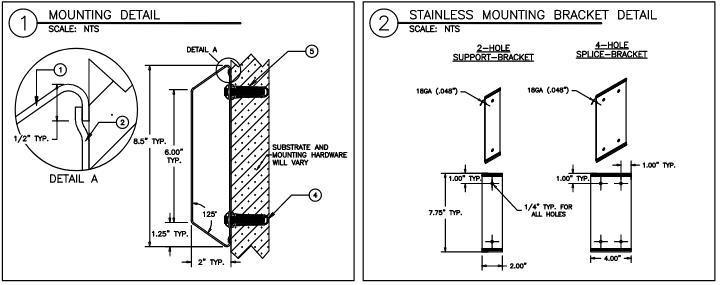 1 MOUNTING DETAIL
SCALE: NTS
DETAIL A
5
1
2
1/2" TYP.
DETAIL A
8.5" TYP.
6.00" TYP.
SUBSTRATE AND
MOUNTING HARDWARE
WILL VARY
4
125°
1.25" TYP.
2" TYP.
2 STAINLESS MOUNTING BRACKET DETAIL
SCALE: NTS
2-HOLE
SUPPORT-BRACKET
4-HOLE
SPLICE-BRACKET
18GA (.048")
18GA (.048")
1.00" TYP.
1.00" TYP.
1.00" TYP.
7.75" TYP.
1/4" TYP. FOR
ALL HOLES
2.00"
4.00"